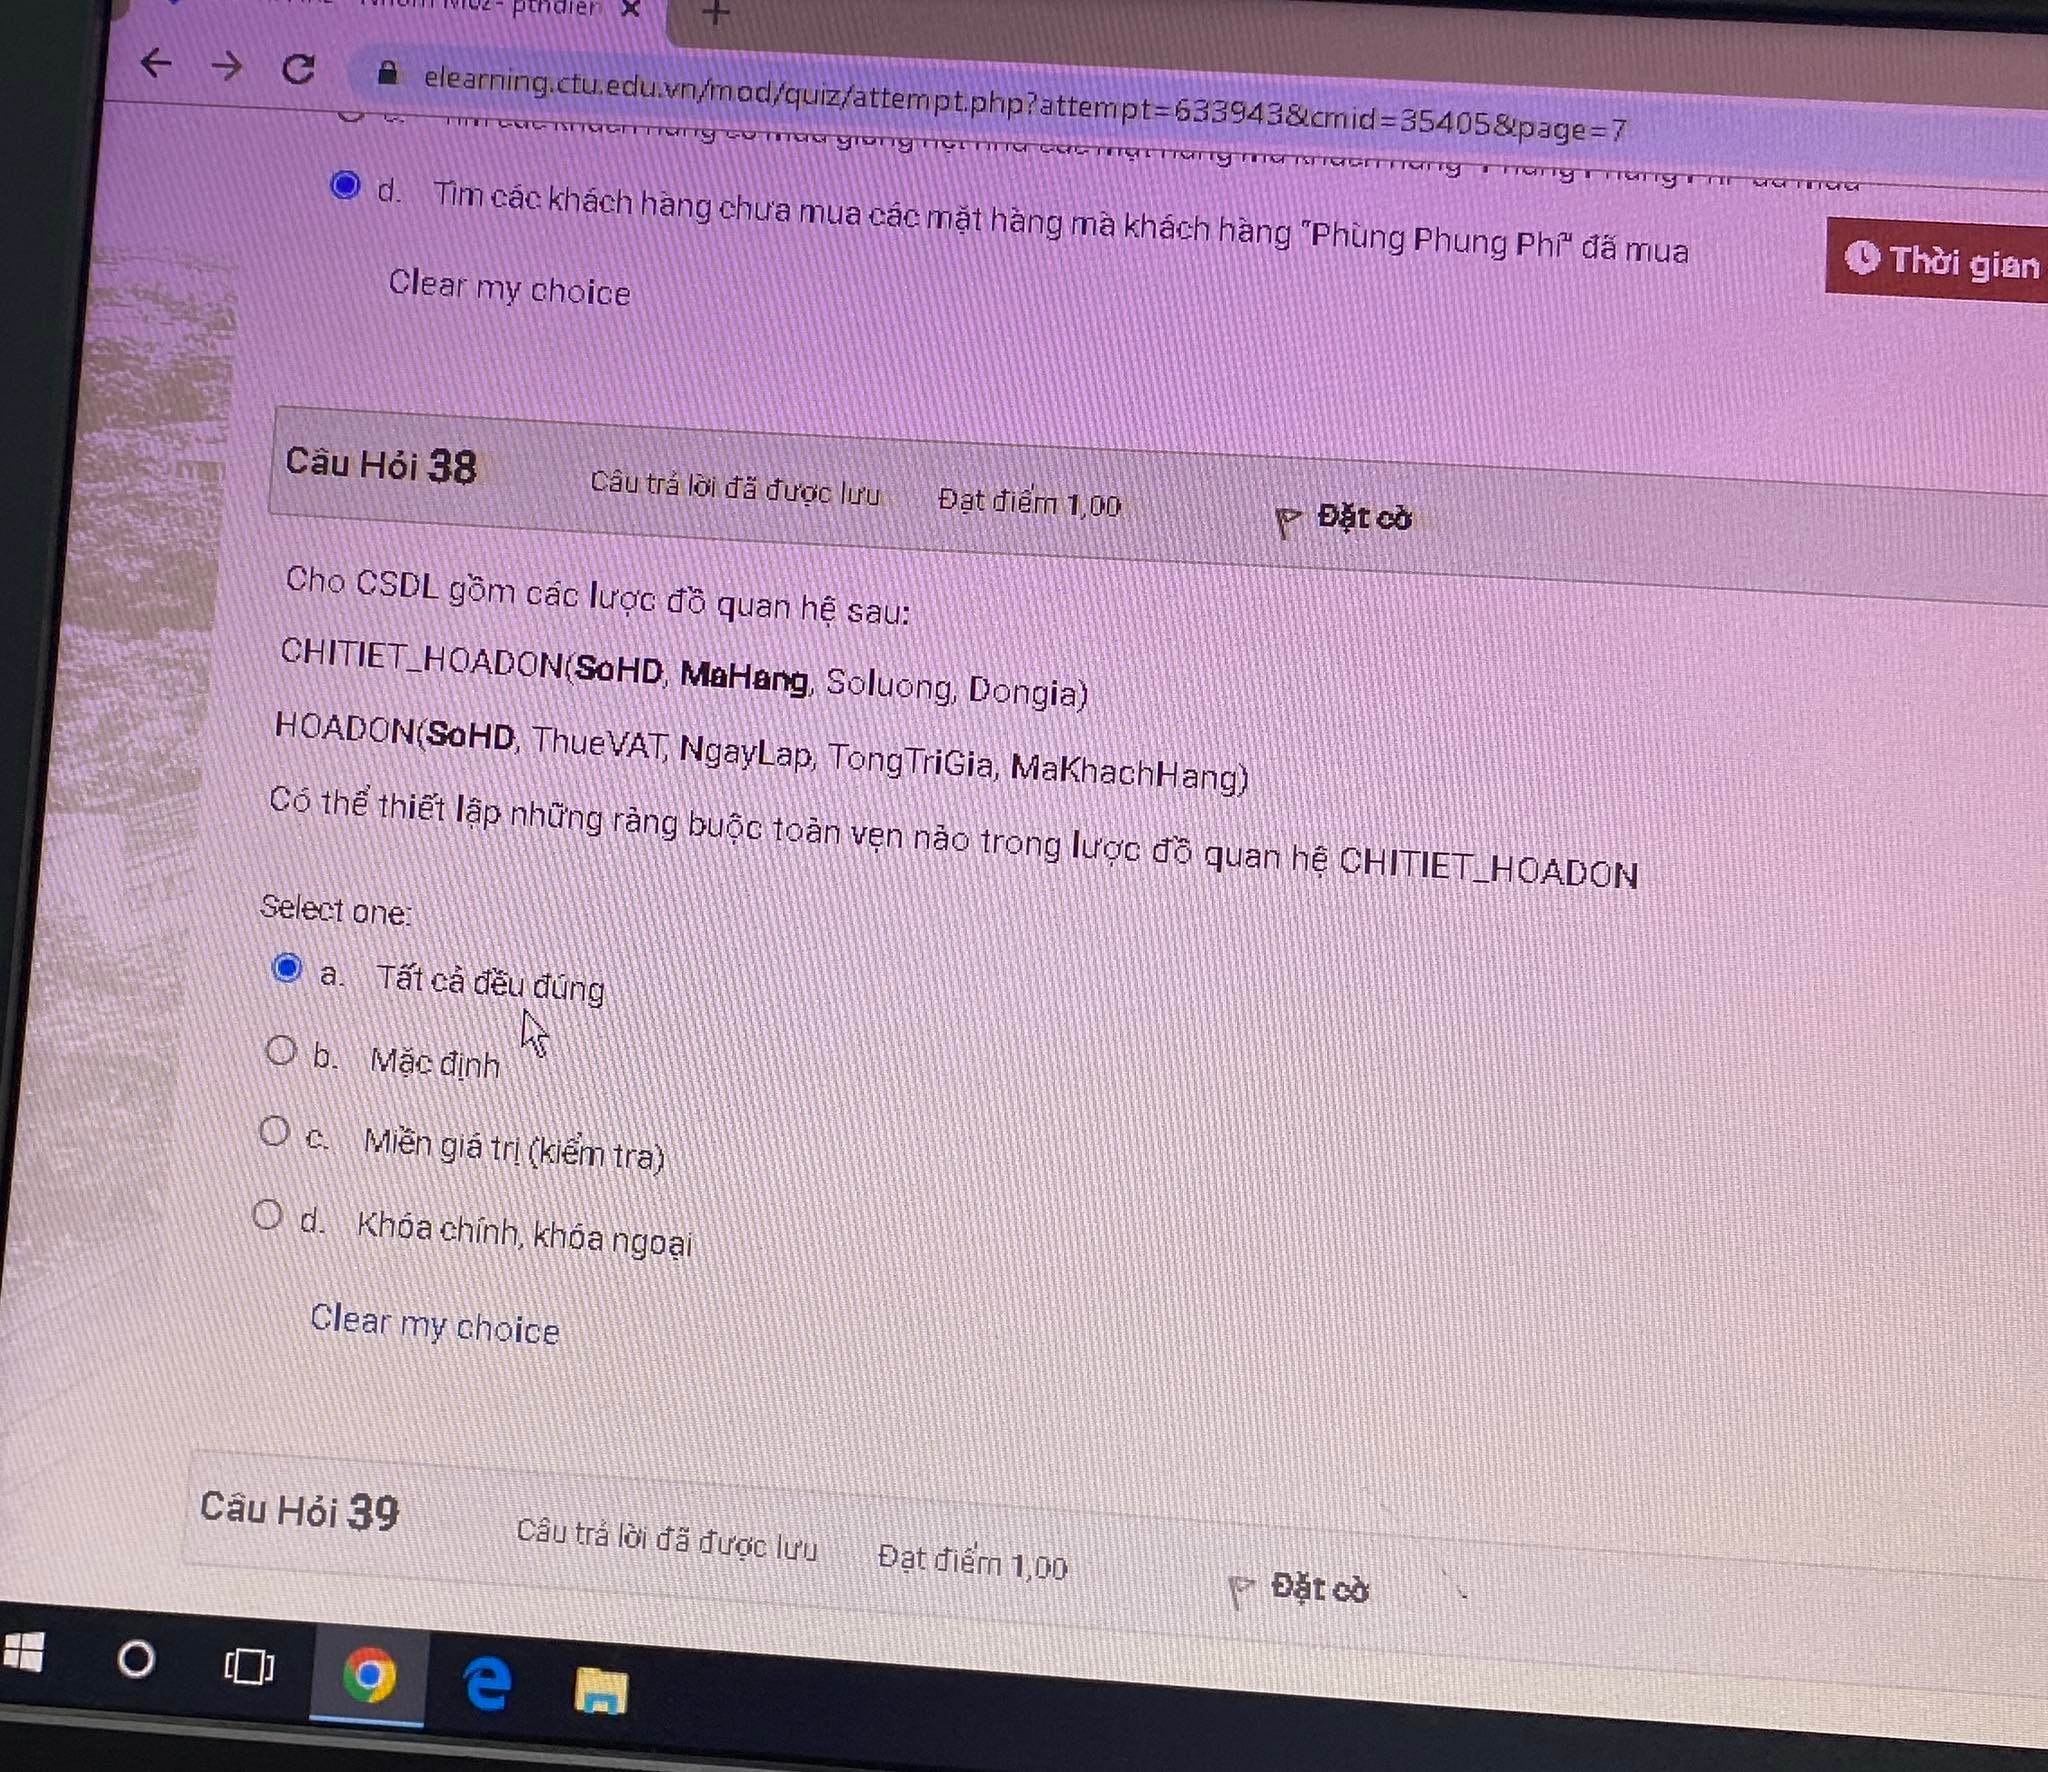 pthdien
elearning.ctu.edu.vn/mod/quiz/attempt.php?attempt=633943&cmid=35405&page=7
d. Tìm các khách hàng chưa mua các mặt hàng mà khách hàng "Phùng Phung Phí" đã mua
Thời gian
Clear my choice
Câu Hỏi 38 Câu trả lời đã được lưu Đạt điểm 1,00 Đặt cờ
Cho CSDL gồm các lược đồ quan hệ sau:
CHITIET_HOADON(SoHD, MaHang, Soluong, Dongia)
HOADON(SoHD, ThueVAT, NgayLap, TongTriGia, MaKhachHang)
Có thể thiết lập những ràng buộc toàn vẹn nào trong lược đồ quan hệ CHITIET_HOADON
Select one:
a. Tất cả đều đúng
b. Mặc định
c. Miền giá trị (kiểm tra)
d. Khóa chính, khóa ngoại
Clear my choice
Câu Hỏi 39 Câu trả lời đã được lưu Đạt điểm 1,00 Đặt cờ